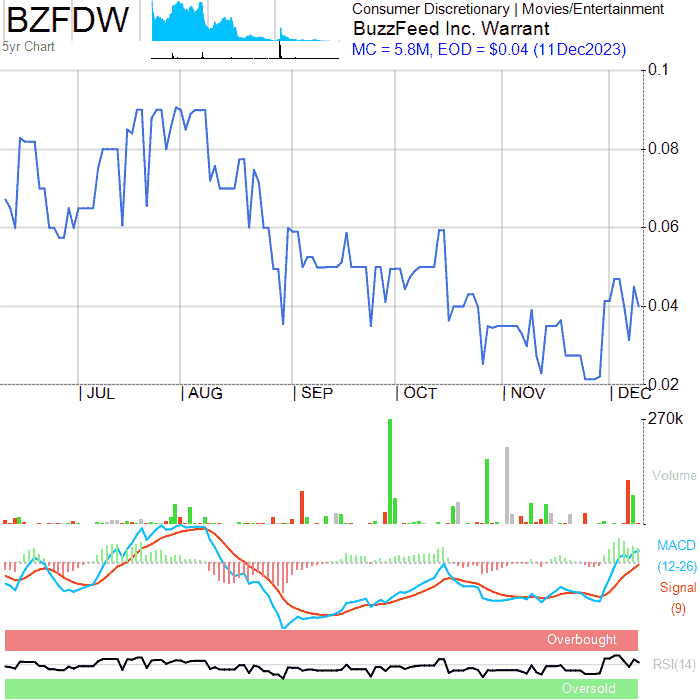 BZFDW
5yr Chart
Consumer Discretionary | Movies/Entertainment
BuzzFeed Inc. Warrant
MC = 5.8M, EOD = $0.04 (11Dec2023)
0.1
0.08
0.06
0.04
0.02
JUL AUG SEP OCT NOV DEC
270k
Volume
MACD
(12-26)
Signal
(9)
Overbought
RSI(14)
Oversold